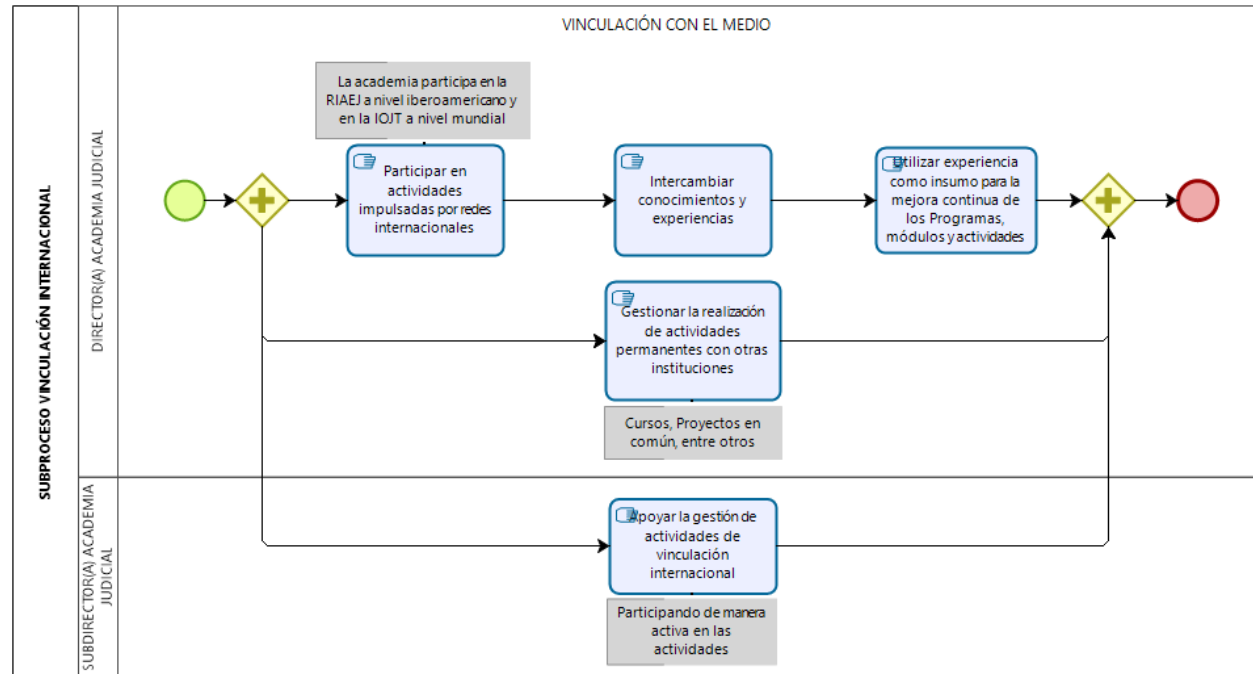 VINCULACIÓN CON EL MEDIO
SUBPROCESO VINCULACIÓN INTERNACIONAL
DIRECTOR(A) ACADEMIA JUDICIAL
La academia participa en la
RIAEJ a nivel iberoamericano y
en la IOJT a nivel mundial
Participar en
actividades
impulsadas por redes
internacionales
Intercambiar
conocimientos y
experiencias
Utilizar experiencia
como insumo para la
mejora continua de
los Programas,
módulos y actividades
Gestionar la realización
de actividades
permanentes con otras
instituciones
Cursos, Proyectos en
común, entre otros
SUBDIRECTOR(A) ACADEMIA
JUDICIAL
Apoyar la gestión de
actividades de
vinculación
internacional
Participando de manera
activa en las
actividades